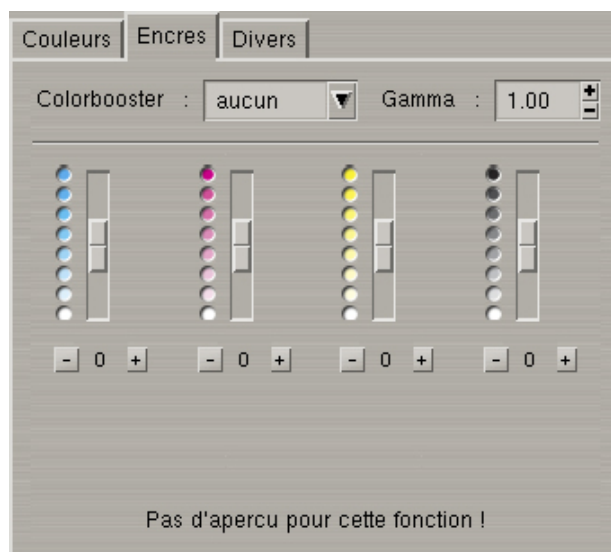 Couleurs Encres Divers
Colorbooster : aucun Gamma : 1.00 + -
- 0 + - 0 + - 0 + - 0 +
Pas d'apercu pour cette fonction !